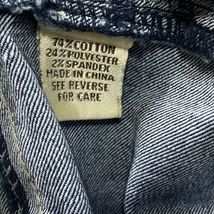 74% COTTON
24% POLYESTER
2% SPANDEX
MADE IN CHINA
SEE REVERSE
FOR CARE